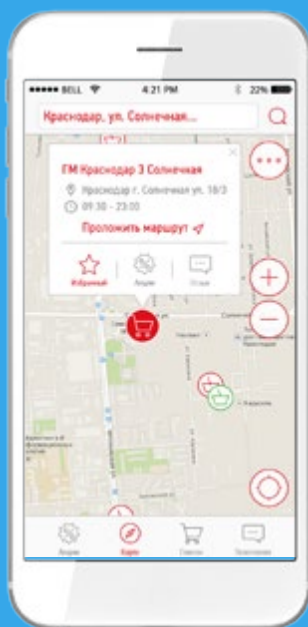 BELL 4:21 PM 22%
Краснодар, ул. Солнечная...
ГМ Краснодар 3 Солнечная
Краснодар г. Солнечная ул. 18/3
09:30 - 23:00
Проложить маршрут
Избранный Акции Отзыв
Акции Карта Список